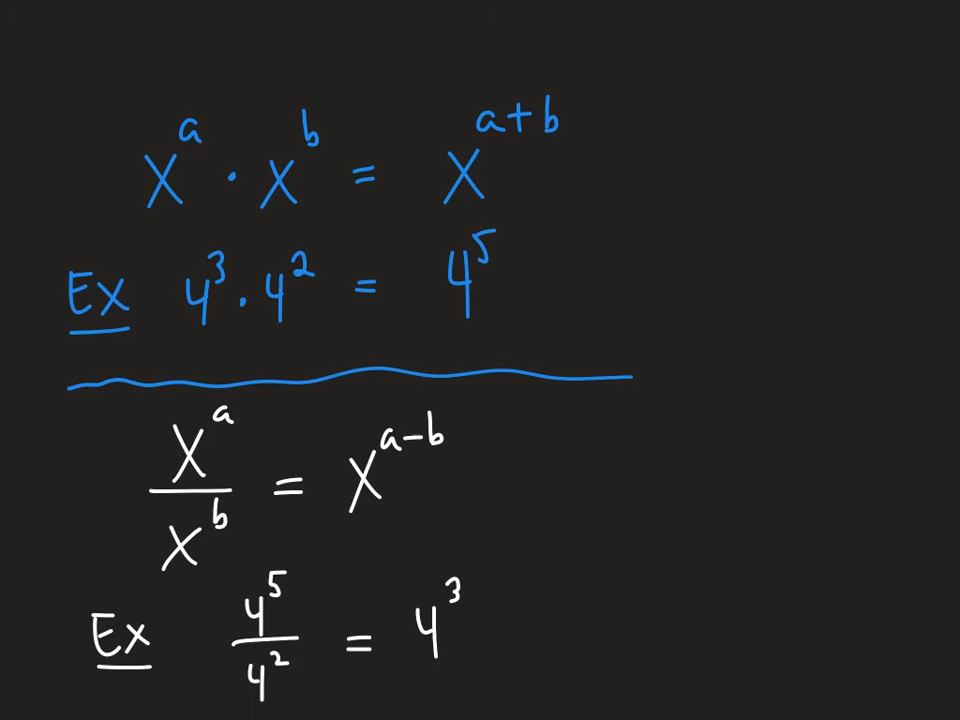 x^a · x^b = x^{a+b}
Ex 4^3 · 4^2 = 4^5
x^a / x^b = x^{a-b}
Ex 4^5 / 4^2 = 4^3